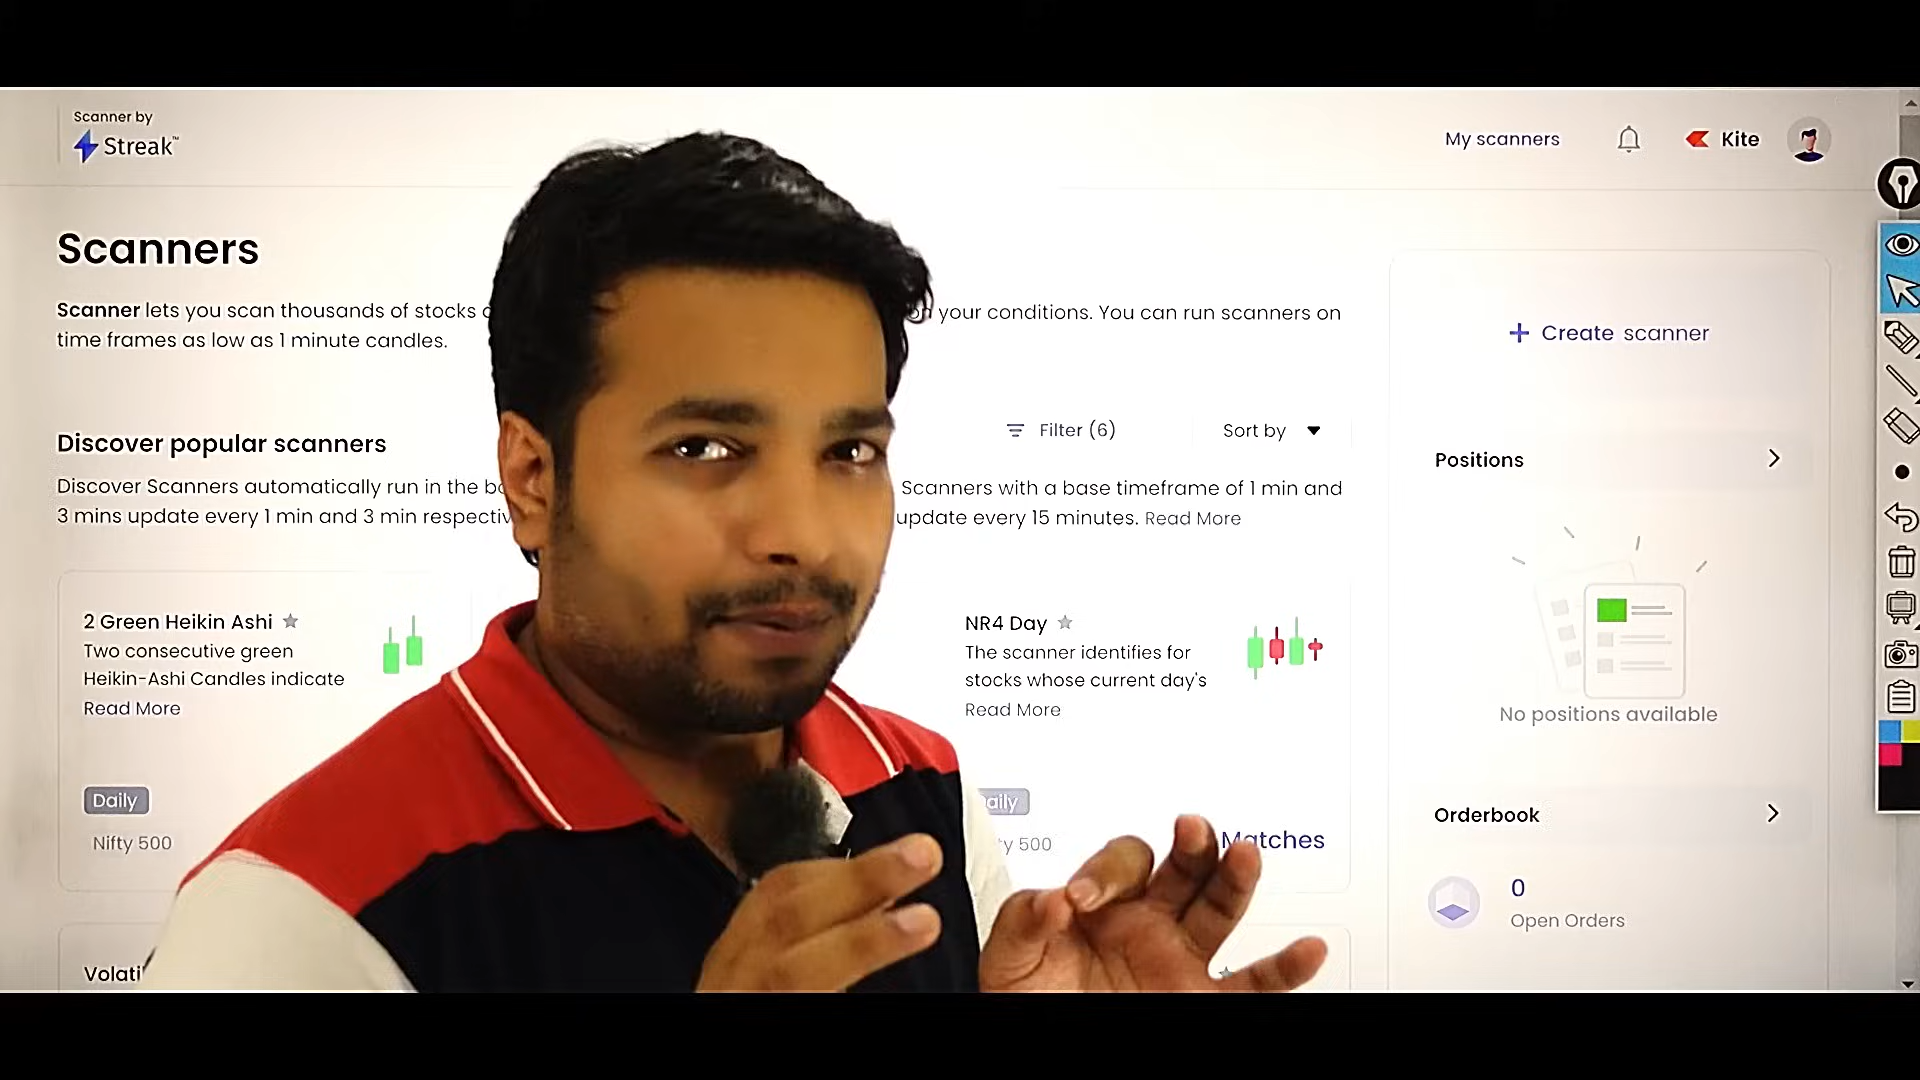 Scanner by
Streak™
My scanners
Kite
Scanners
Scanner lets you scan thousands of stocks
on your conditions. You can run scanners on
time frames as low as 1 minute candles.
+ Create scanner
Discover popular scanners
Filter (6)
Sort by
Discover Scanners automatically run in the
Scanners with a base timeframe of 1 min and
3 mins update every 1 min and 3 min
update every 15 minutes. Read More
Positions
No positions available
2 Green Heikin Ashi
Two consecutive green
Heikin-Ashi Candles indicate
Read More
Daily
Nifty 500
NR4 Day
The scanner identifies for
stocks whose current day's
Read More
500
Matches
Orderbook
0
Open Orders